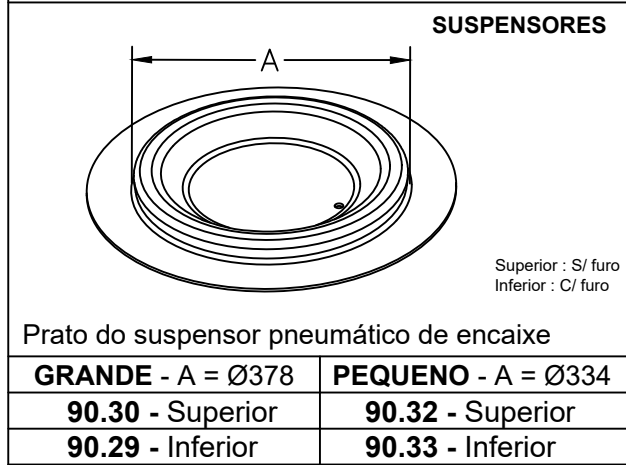 SUSPENSORES
A
Superior : S/ furo
Inferior : C/ furo
Prato do suspensor pneumático de encaixe
GRANDE - A = Ø378
PEQUENO - A = Ø334
90.30 - Superior
90.32 - Superior
90.29 - Inferior
90.33 - Inferior